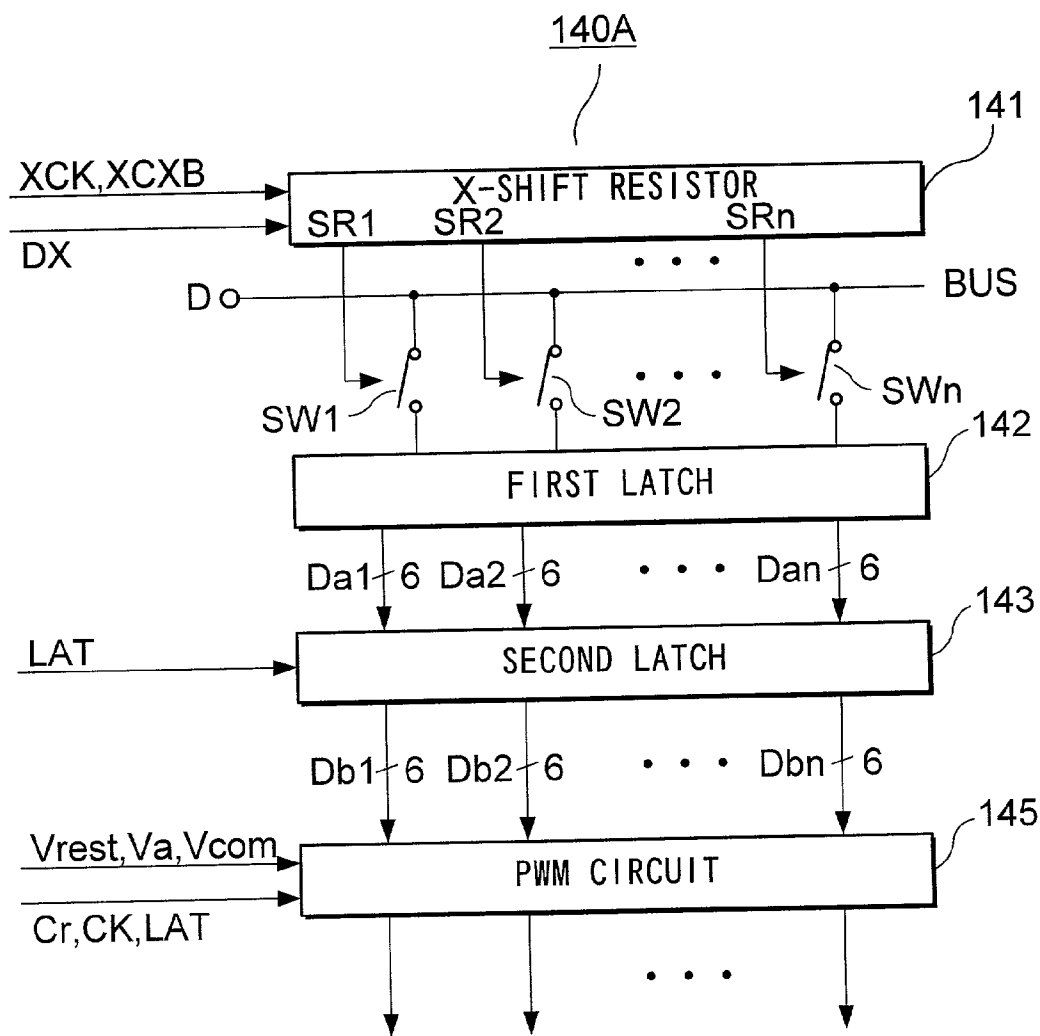 140A
141
XCK,XCXB
X-SHIFT RESISTOR
SR1 SR2 SRn
DX
D BUS
SW1 SW2 SWn
142
FIRST LATCH
Da1 6 Da2 6 Dan 6
143
LAT
SECOND LATCH
Db1 6 Db2 6 Dbn 6
145
Vrest,Va,Vcom
PWM CIRCUIT
Cr,CK,LAT